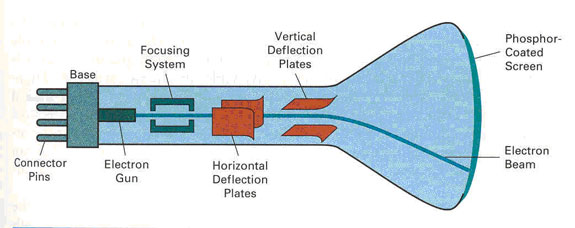 Vertical
Deflection
Plates
Phosphor-
Coated
Screen
Focusing
System
Base
Connector
Pins
Electron
Gun
Horizontal
Deflection
Plates
Electron
Beam